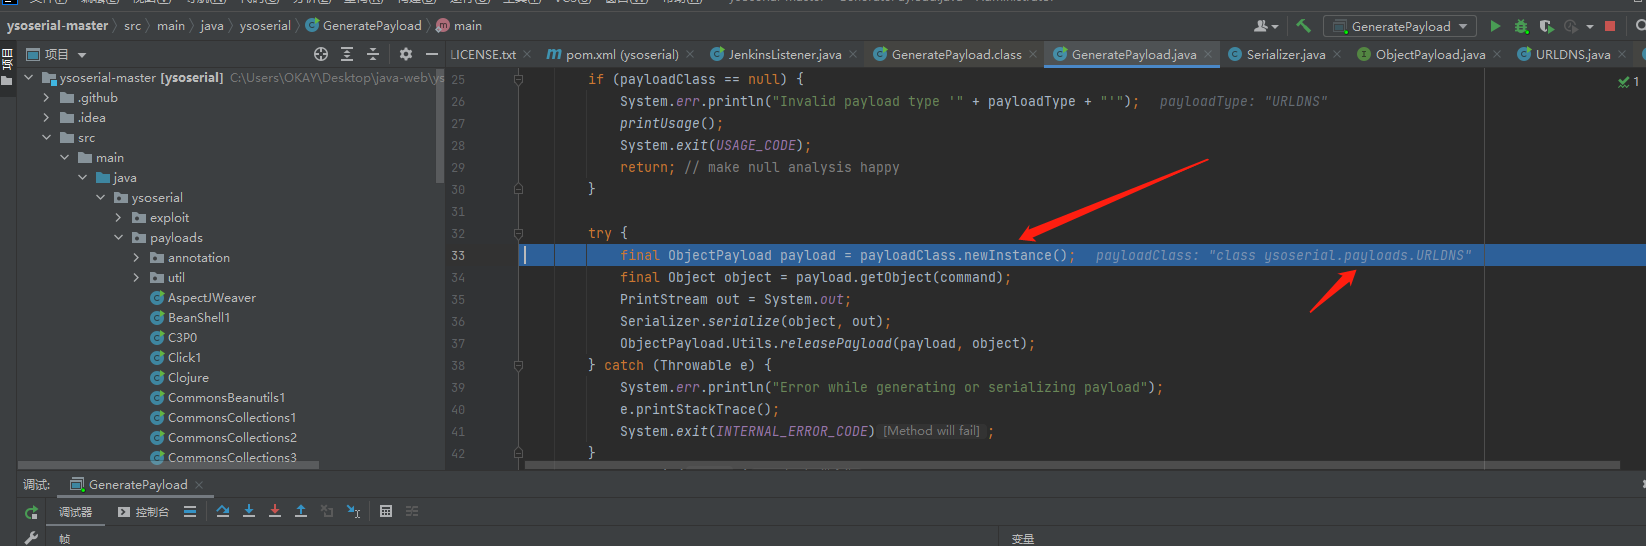 ysoserial-master › src › main › java › ysoserial › GeneratePayload › main
GeneratePayload
项目
LICENSE.txt
pom.xml (ysoserial)
JenkinsListener.java
GeneratePayload.class
GeneratePayload.java
Serializer.java
ObjectPayload.java
URLDNS.java
ysoserial-master [ysoserial] C:\Users\OKAY\Desktop\java-web\ys
.github
.idea
src
main
java
ysoserial
exploit
payloads
annotation
util
AspectJWeaver
BeanShell1
C3P0
Click1
Clojure
CommonsBeanutils1
CommonsCollections1
CommonsCollections2
CommonsCollections3
25 if (payloadClass == null) {
26 System.err.println("Invalid payload type '" + payloadType + "'"); payloadType: "URLDNS"
27 printUsage();
28 System.exit(USAGE_CODE);
29 return; // make null analysis happy
30 }
31
32 try {
33 final ObjectPayload payload = payloadClass.newInstance(); payloadClass: "class ysoserial.payloads.URLDNS"
34 final Object object = payload.getObject(command);
35 PrintStream out = System.out;
36 Serializer.serialize(object, out);
37 ObjectPayload.Utils.releasePayload(payload, object);
38 } catch (Throwable e) {
39 System.err.println("Error while generating or serializing payload");
40 e.printStackTrace();
41 System.exit(INTERNAL_ERROR_CODE) [Method will fail] ;
42 }
1
调试: GeneratePayload
调试器 控制台
帧 变量